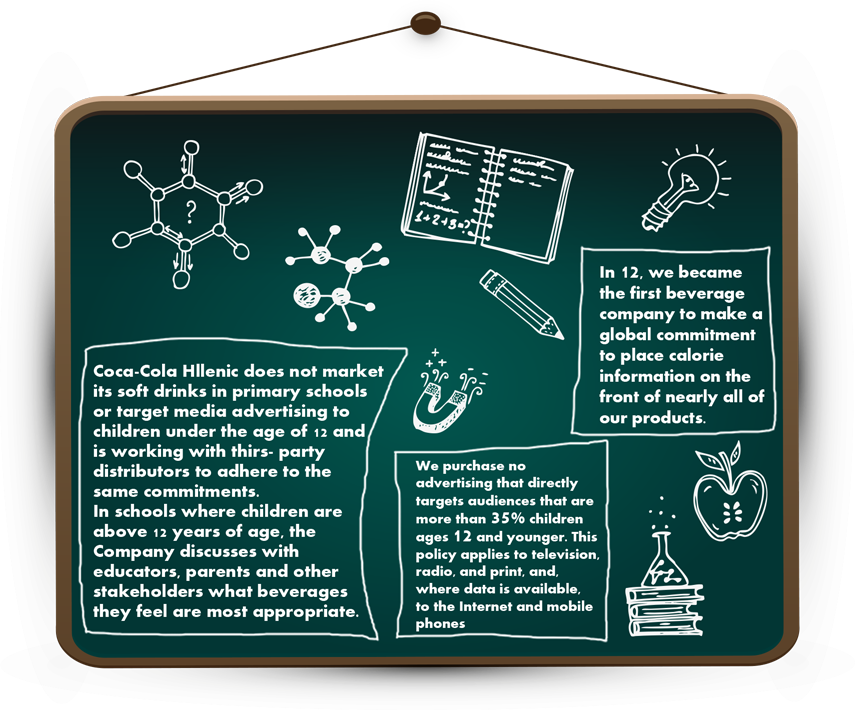 ?
1+2+3=?
In 12, we became
the first beverage
company to make a
global commitment
to place calorie
information on the
front of nearly all of
our products.
Coca-Cola Hllenic does not market
its soft drinks in primary schools
or target media advertising to
children under the age of 12 and
is working with thirs- party
distributors to adhere to the
same commitments.
In schools where children are
above 12 years of age, the
Company discusses with
educators, parents and other
stakeholders what beverages
they feel are most appropriate.
We purchase no
advertising that directly
targets audiences that are
more than 35% children
ages 12 and younger. This
policy applies to television,
radio, and print, and,
where data is available,
to the Internet and mobile
phones